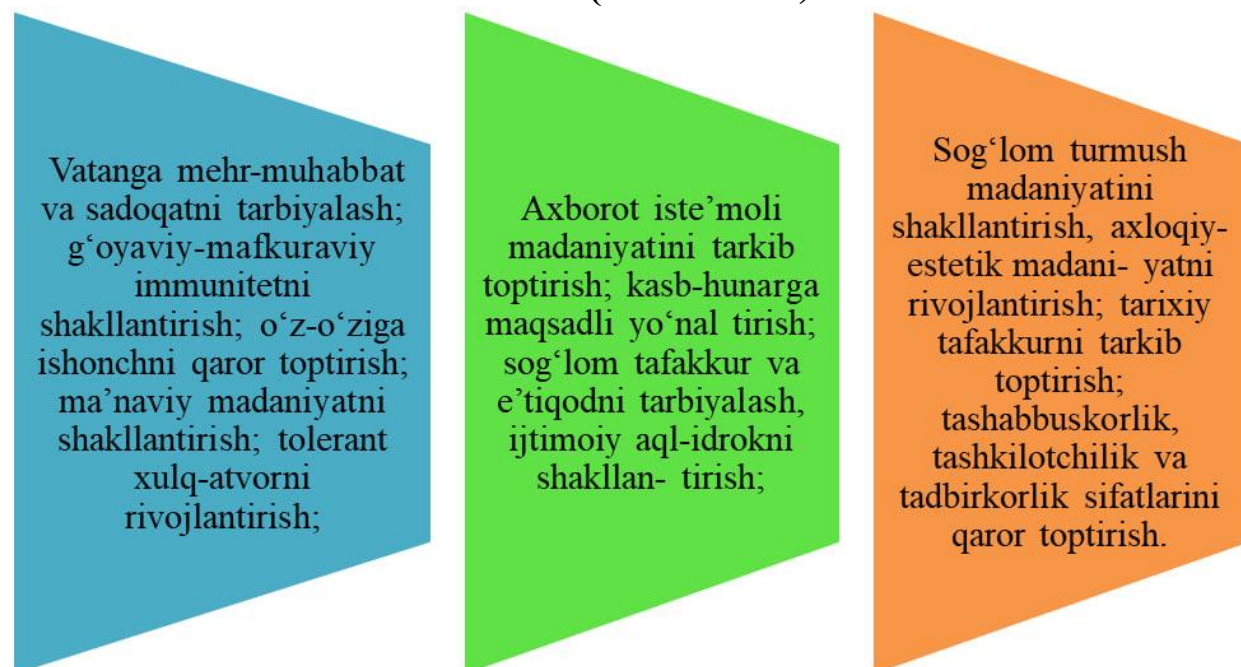 Vatanga mehr-muhabbat
va sadoqatni tarbiyalash;
g‘oyaviy-mafkuraviy
immunitetni
shakllantirish; o‘z-o‘ziga
ishonchni qaror toptirish;
ma’naviy madaniyatni
shakllantirish; tolerant
xulq-atvorni
rivojlantirish;
Axborot iste’moli
madaniyatini tarkib
toptirish; kasb-hunarga
maqsadli yo‘nal tirish;
sog‘lom tafakkur va
e’tiqodni tarbiyalash,
ijtimoiy aql-idrokni
shakllan- tirish;
Sog‘lom turmush
madaniyatini
shakllantirish, axloqiy-
estetik madani- yatni
rivojlantirish; tarixiy
tafakkurni tarkib
toptirish;
tashabbuskorlik,
tashkilotchilik va
tadbirkorlik sifatlarini
qaror toptirish.